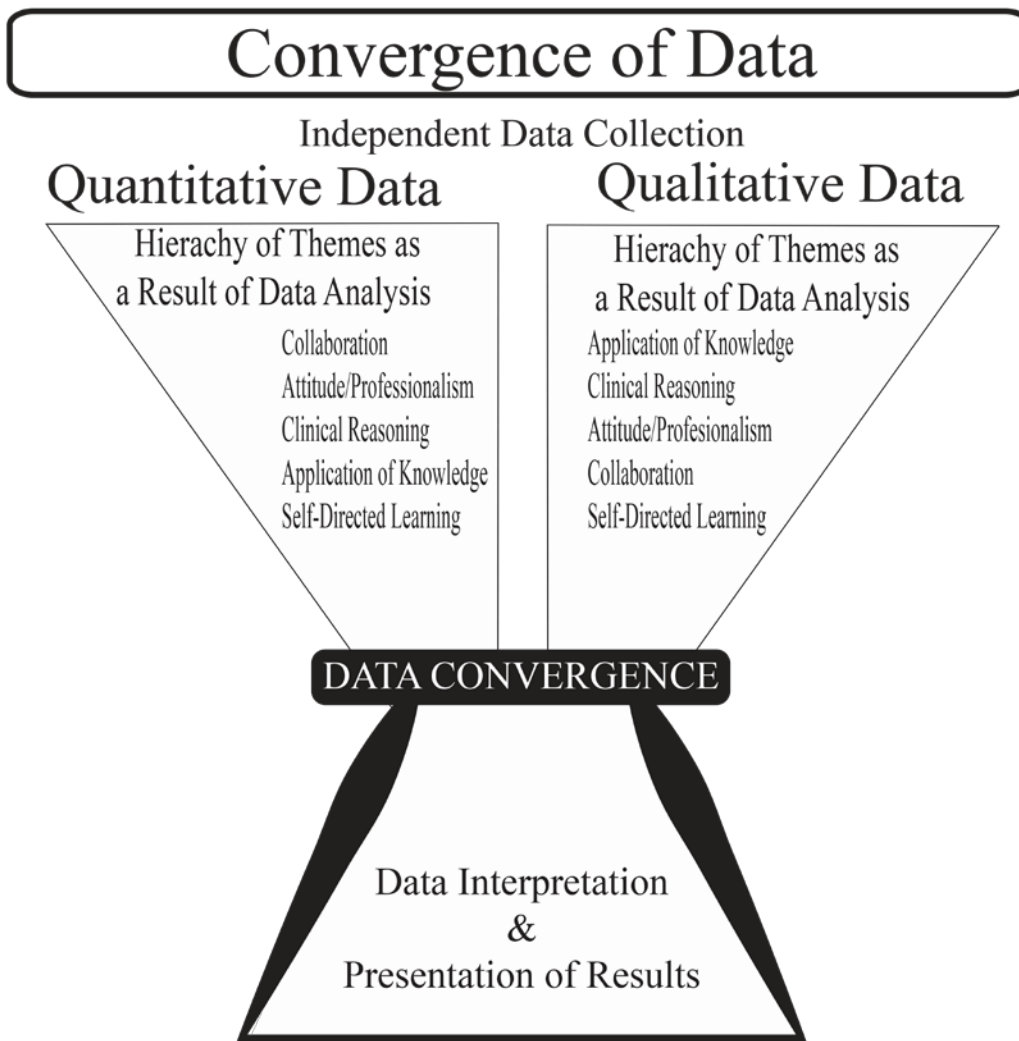 Convergence of Data
Independent Data Collection
Quantitative Data
Hierachy of Themes as
a Result of Data Analysis
Collaboration
Attitude/Professionalism
Clinical Reasoning
Application of Knowledge
Self-Directed Learning
Qualitative Data
Hierachy of Themes as
a Result of Data Analysis
Application of Knowledge
Clinical Reasoning
Attitude/Profesionalism
Collaboration
Self-Directed Learning
DATA CONVERGENCE
Data Interpretation
&
Presentation of Results